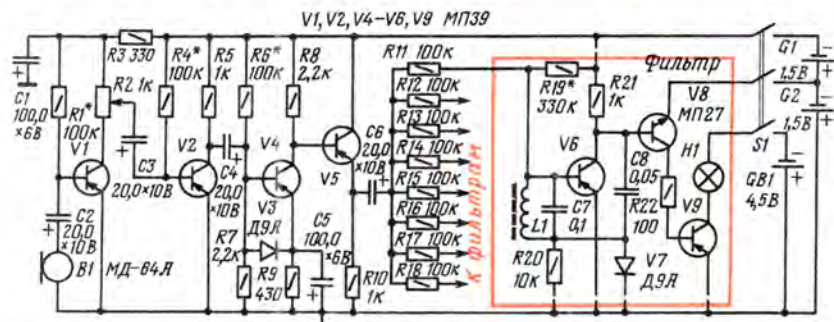 V1, V2, V4–V6, V9 МП39
R3 330
R4* 100к
R5 1к
R6* 100к
R8 2,2к
R11 100к
R12 100к
R13 100к
R14 100к
R15 100к
R16 100к
R17 100к
R18 100к
К фильтрам
Фильтр
R19* 330к
R21 1к
V8 МП27
G1 1,5В
G2 1,5В
S1
GB1 4,5В
H1
C1 100,0 ×6В
R1* 100к
R2 1к
V1
C3 20,0×10В
V2
C4 20,0 ×10В
V4
V3 Д9Я
V5
C6 20,0 ×10В
C5 100,0 ×6В
C2 20,0 ×10В
B1 МД-64Я
R7 2,2к
R9 430
R10 1к
L1
C7 0,1
V6
C8 0,05
R22 100
V9
R20 10к
V7 Д9Я